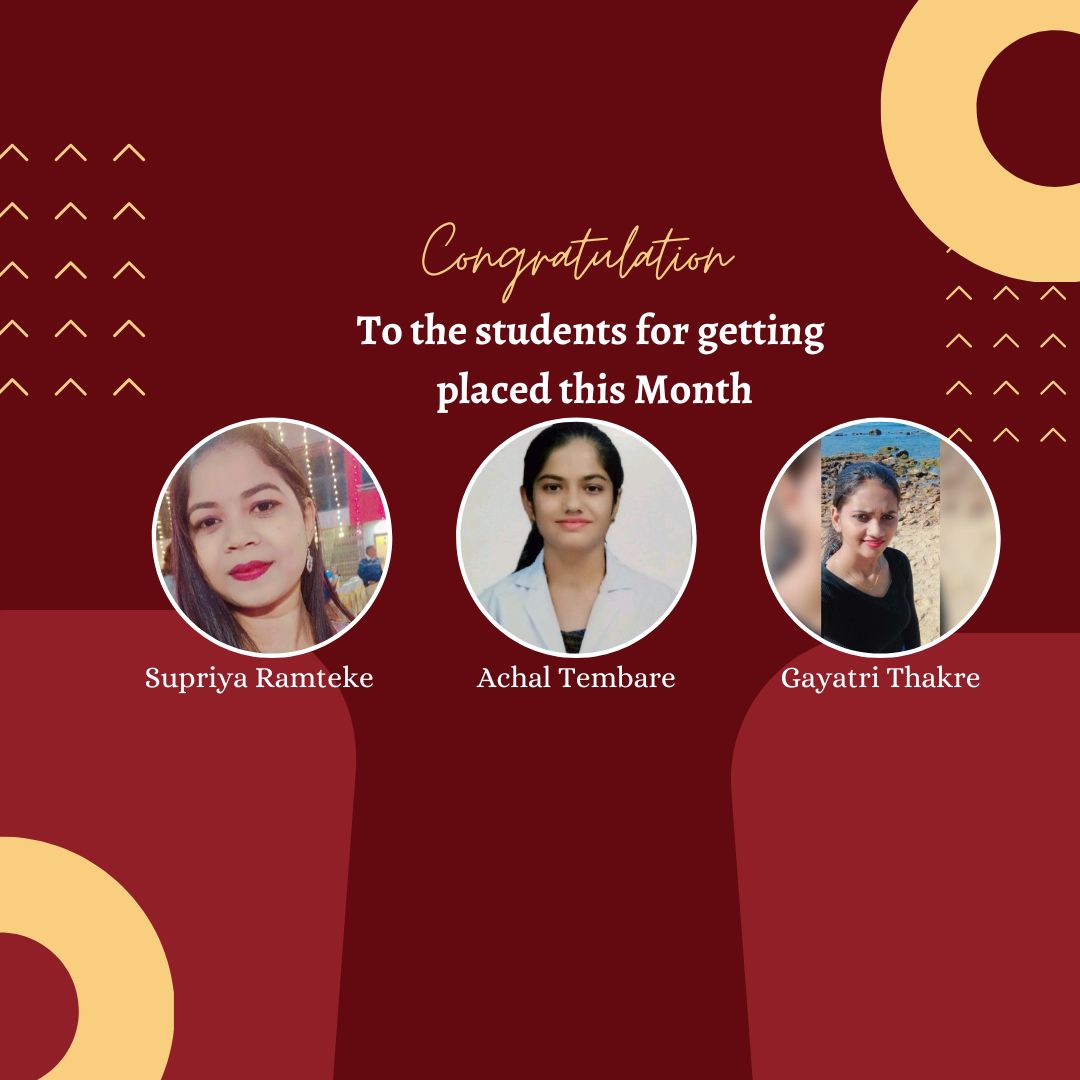 Congratulation
To the students for getting
placed this Month
Supriya Ramteke
Achal Tembare
Gayatri Thakre